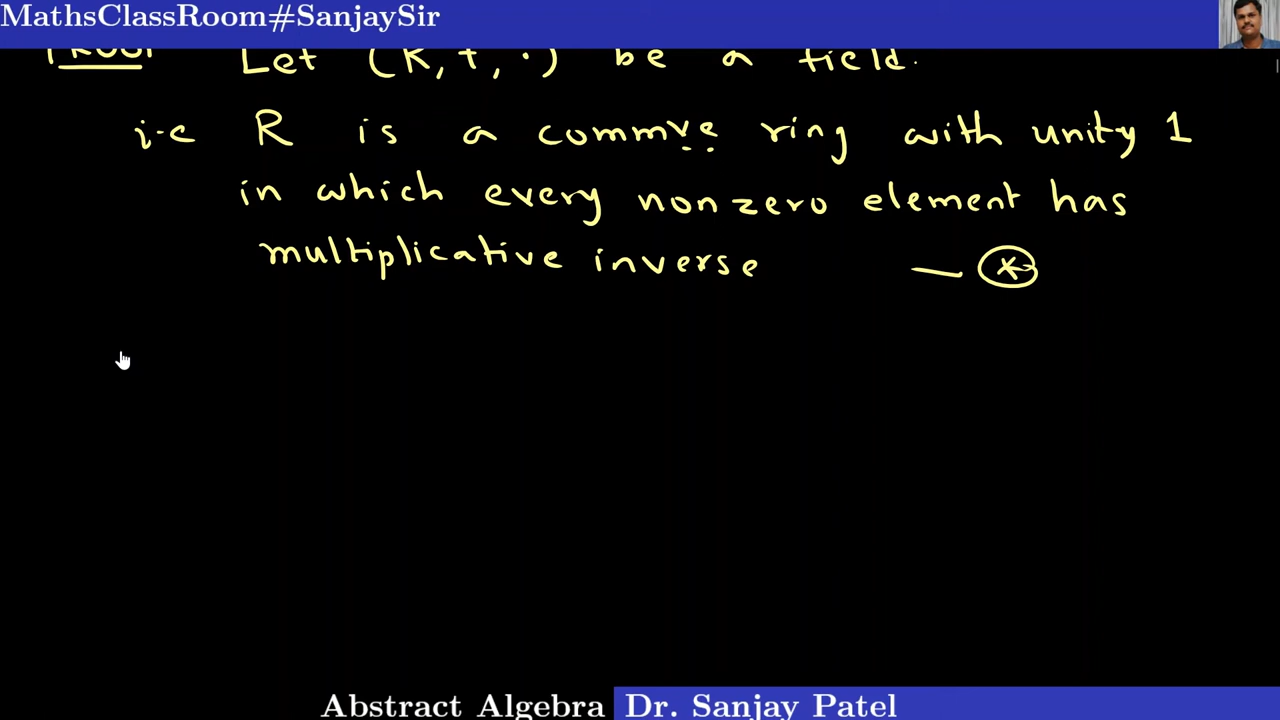 MathsClassRoom#SanjaySir
Proof Let (R, +, ·) be a field.
i.e R is a commve ring with unity 1
in which every nonzero element has
multiplicative inverse — *
Abstract Algebra Dr. Sanjay Patel